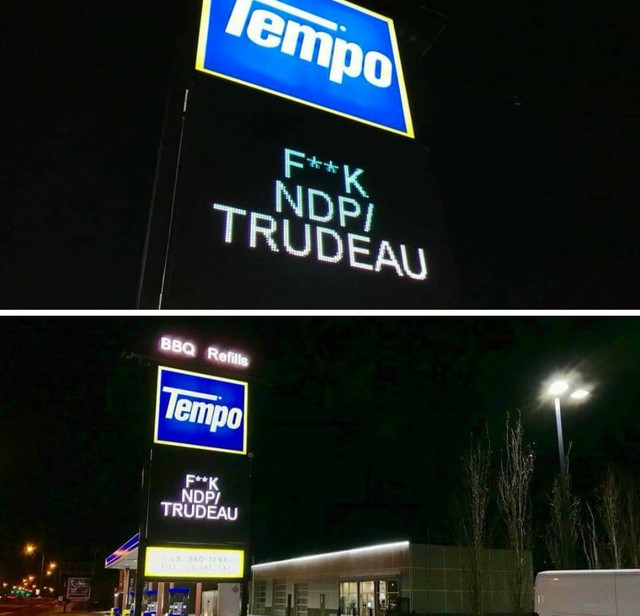 Tempo
F**K
NDP/
TRUDEAU
BBQ Refills
Tempo
F**K
NDP/
TRUDEAU